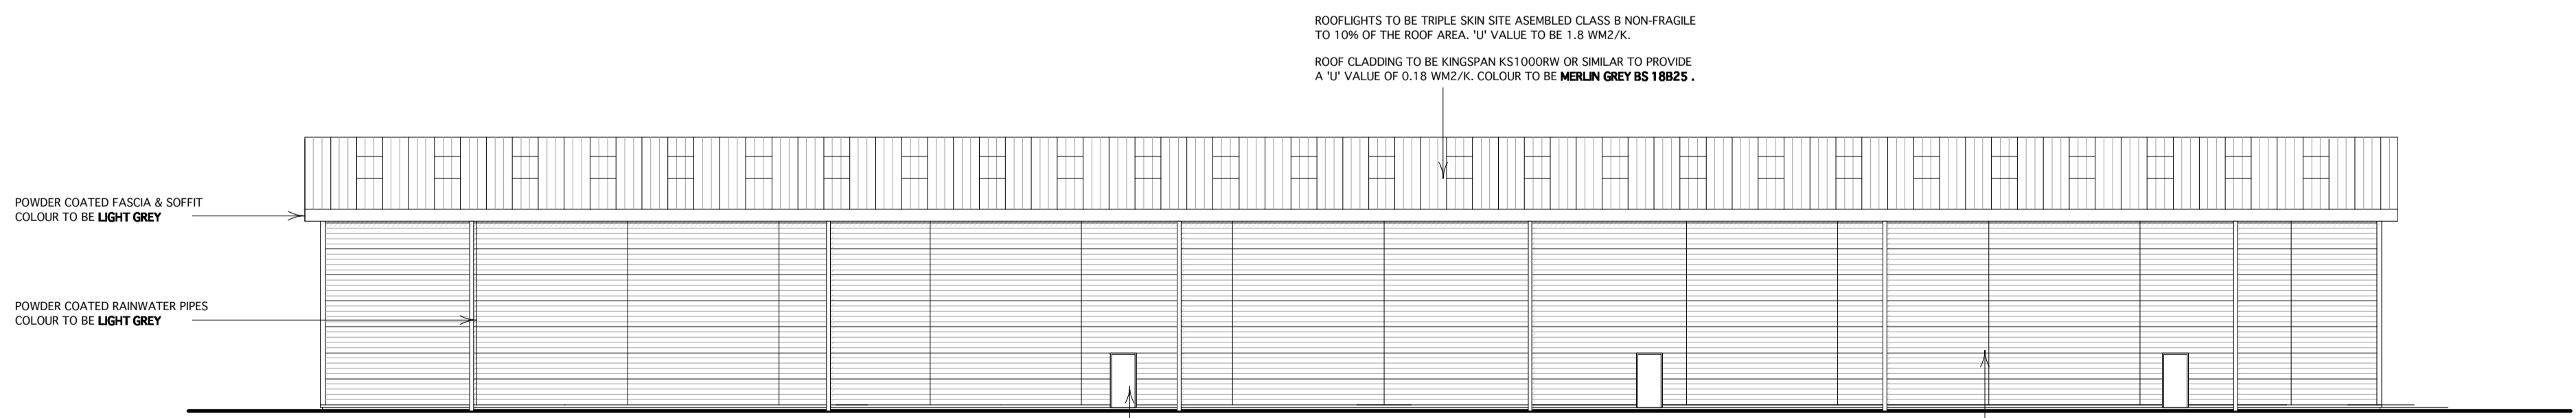 ROOFLIGHTS TO BE TRIPLE SKIN SITE ASEMBLED CLASS B NON-FRAGILE
TO 10% OF THE ROOF AREA. 'U' VALUE TO BE 1.8 WM2/K.
ROOF CLADDING TO BE KINGSPAN KS1000RW OR SIMILAR TO PROVIDE
A 'U' VALUE OF 0.18 WM2/K. COLOUR TO BE MERLIN GREY BS 18B25 .
POWDER COATED FASCIA & SOFFIT
COLOUR TO BE LIGHT GREY
POWDER COATED RAINWATER PIPES
COLOUR TO BE LIGHT GREY